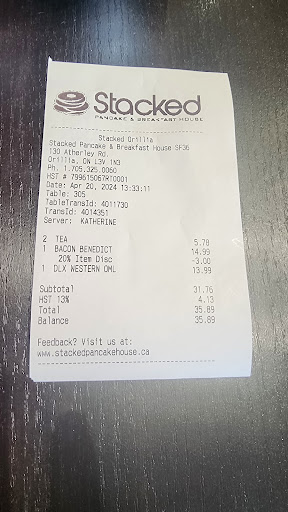 Stacked
PANCAKE & BREAKFAST HOUSE
Stacked Orillia
Stacked Pancake & Breakfast House SP36
130 Atherley Rd.
Orillia, ON L3V 1N3
Ph. 1.705.325.0060
HST # 799615067RT0001
Date: Apr 20, 2024 13:33:11
Table: 305
TableTransId: 4011730
TransId: 4014351
Server: KATHERINE
2 TEA 5.78
1 BACON BENEDICT 14.99
20% Item Disc -3.00
1 DLX WESTERN OML 13.99
Subtotal 31.76
HST 13% 4.13
Total 35.89
Balance 35.89
Feedback? Visit us at:
www.stackedpancakehouse.ca